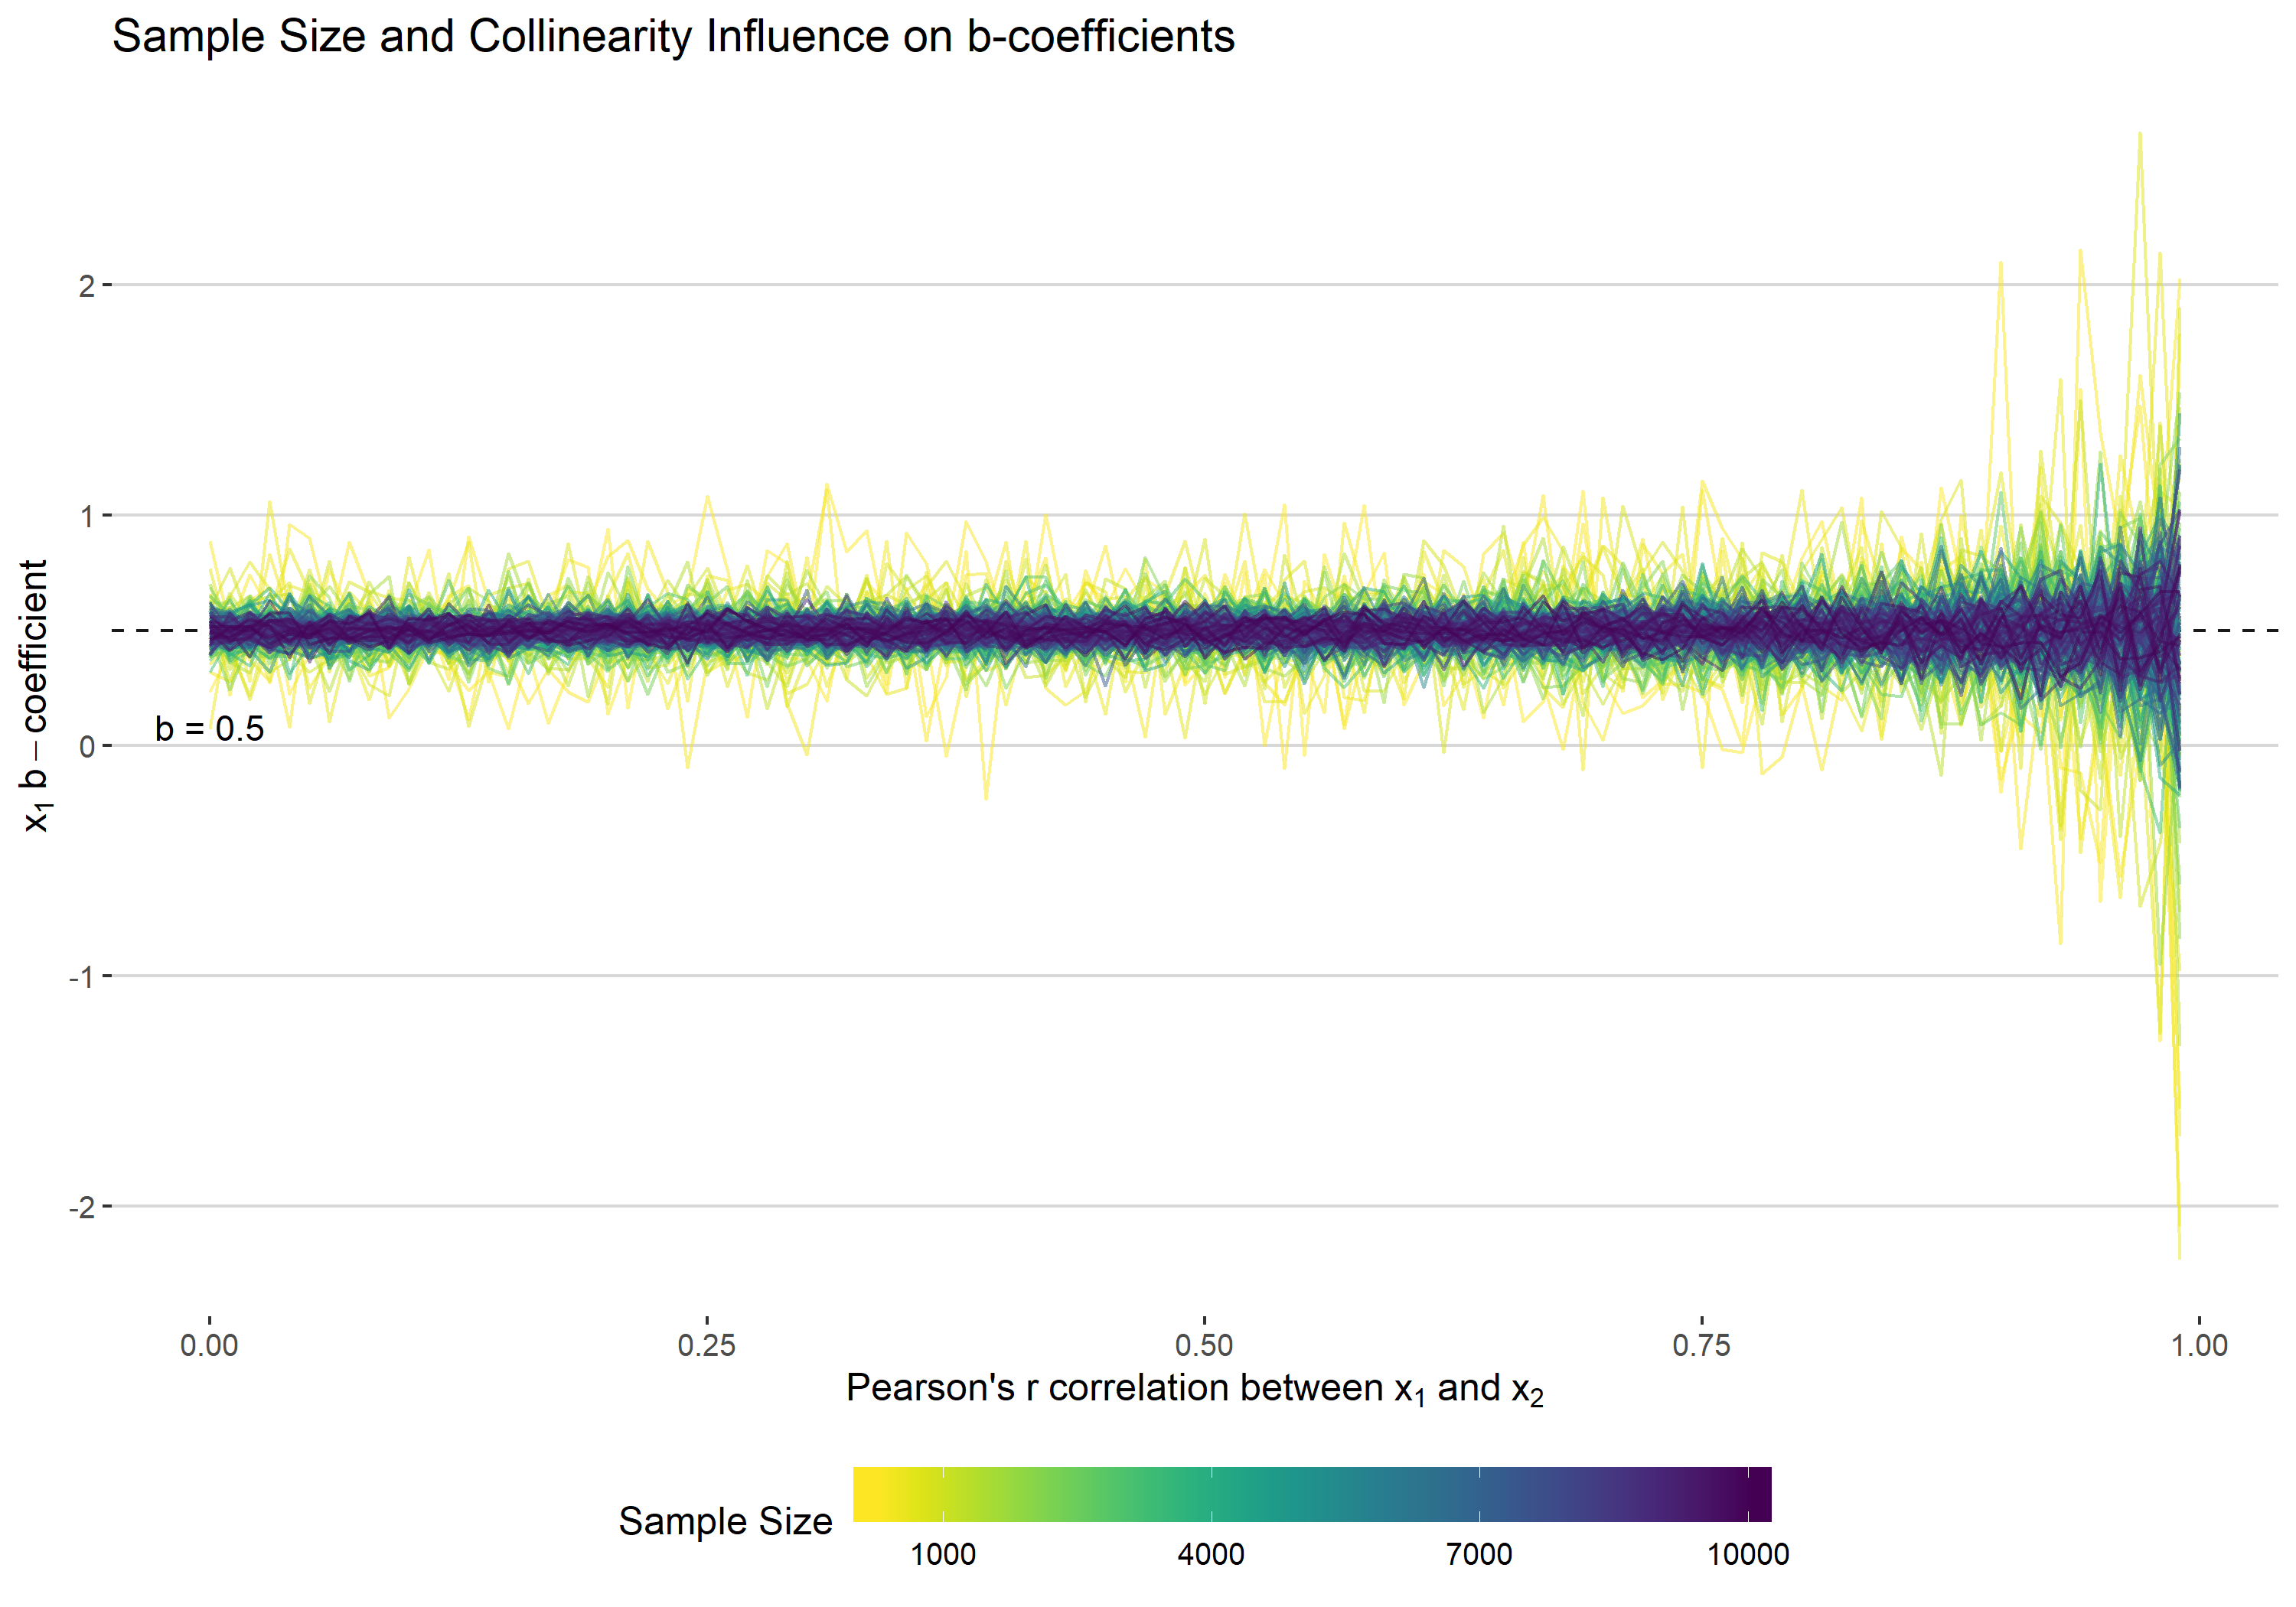 Sample Size and Collinearity Influence on b-coefficients
x₁ b−coefficient
2
1
0
-1
-2
b = 0.5
0.00 0.25 0.50 0.75 1.00
Pearson's r correlation between x₁ and x₂
Sample Size
1000 4000 7000 10000